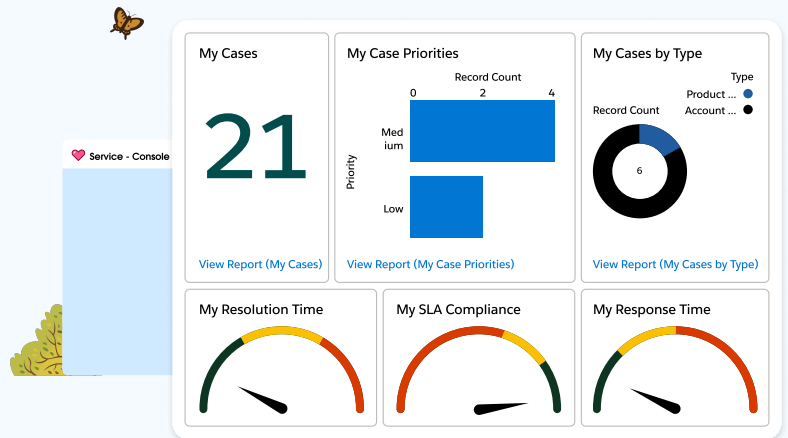 Service - Console
My Cases
21
View Report (My Cases)
My Case Priorities
Record Count
0 2 4
Priority
Med
ium
Low
View Report (My Case Priorities)
My Cases by Type
Type
Product ...
Account ...
Record Count
6
View Report (My Cases by Type)
My Resolution Time
My SLA Compliance
My Response Time